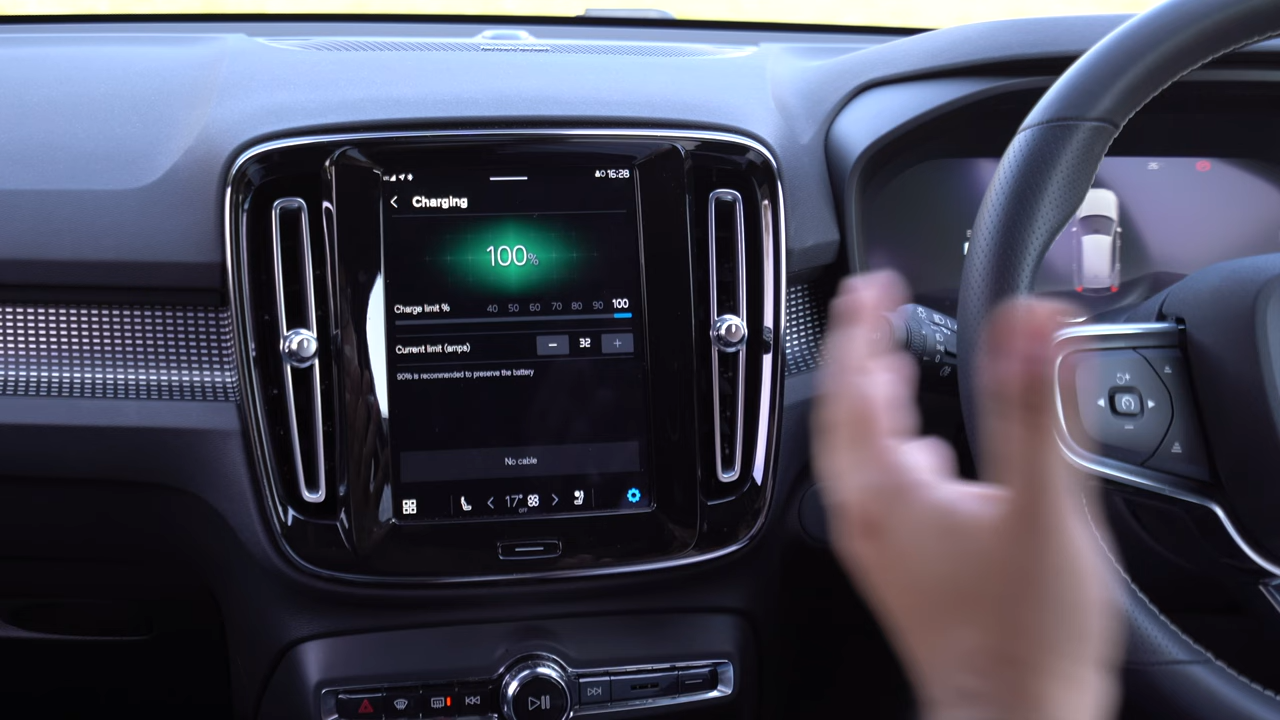 16:28
Charging
100%
Charge limit % 40 50 60 70 80 90 100
Current limit (amps) − 32 +
90% is recommended to preserve the battery
No cable
17°
OFF